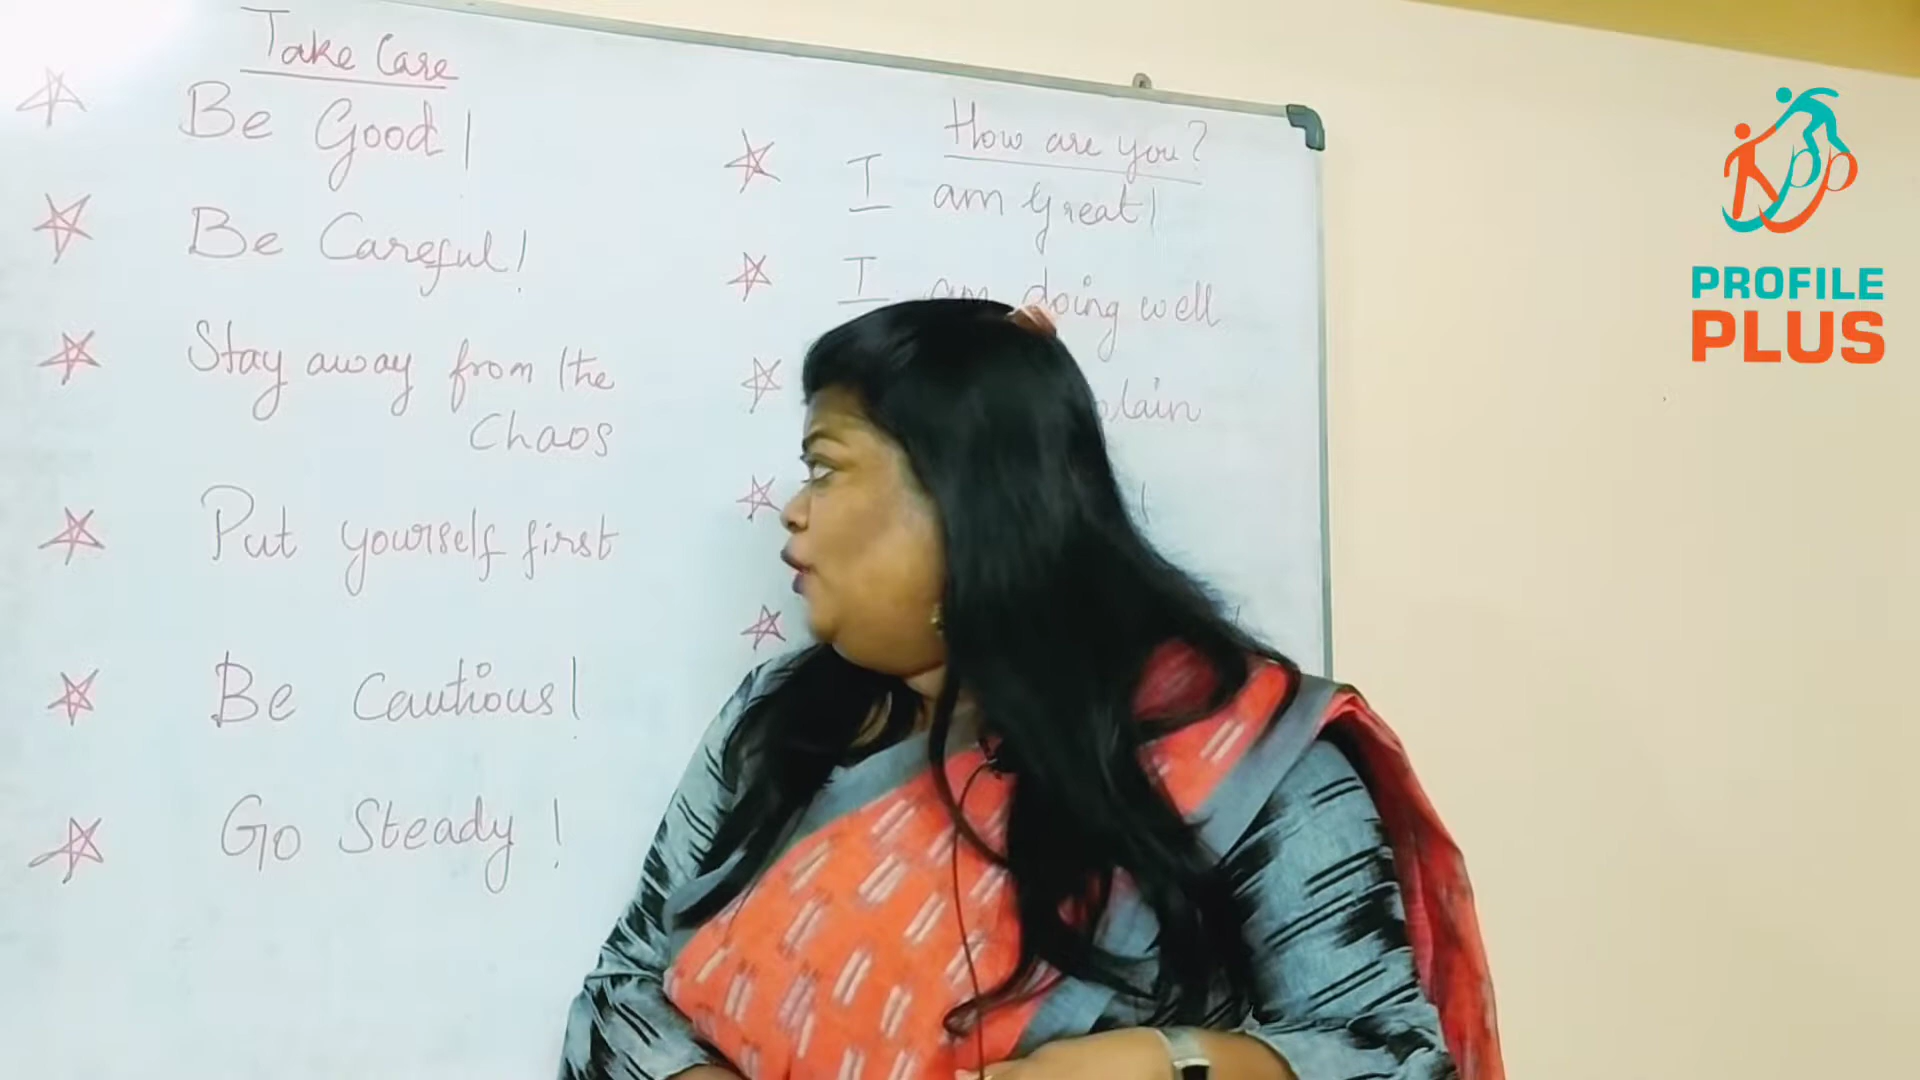 Take Care
Be Good!
Be Careful!
Stay away from the
Chaos
Put yourself first
Be Cautious!
Go Steady!
How are you?
I am great!
I am doing well
PROFILE
PLUS